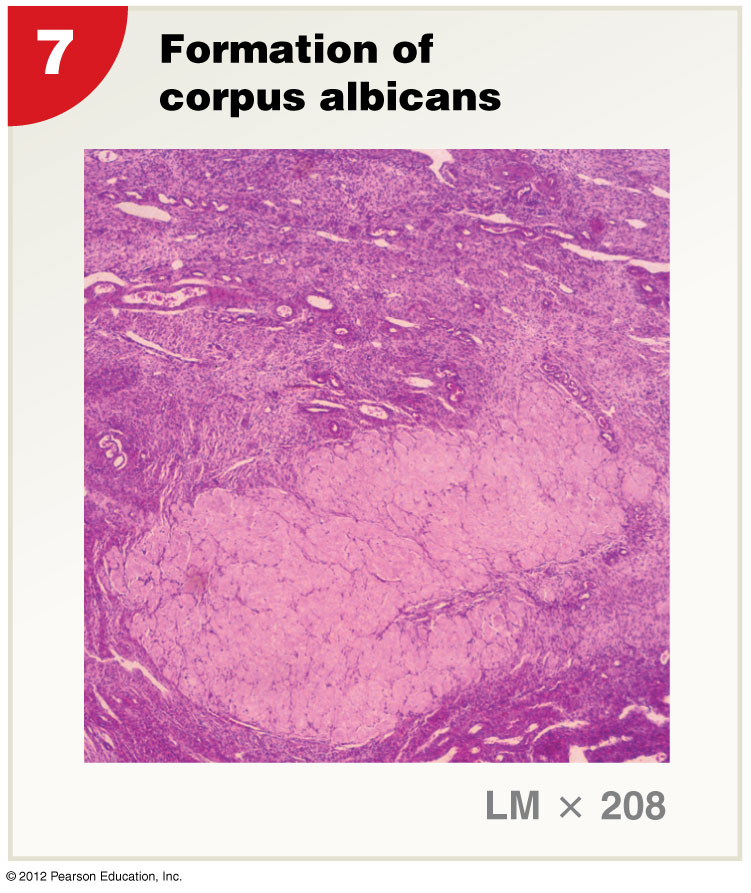 7
Formation of
corpus albicans
LM × 208
© 2012 Pearson Education, Inc.